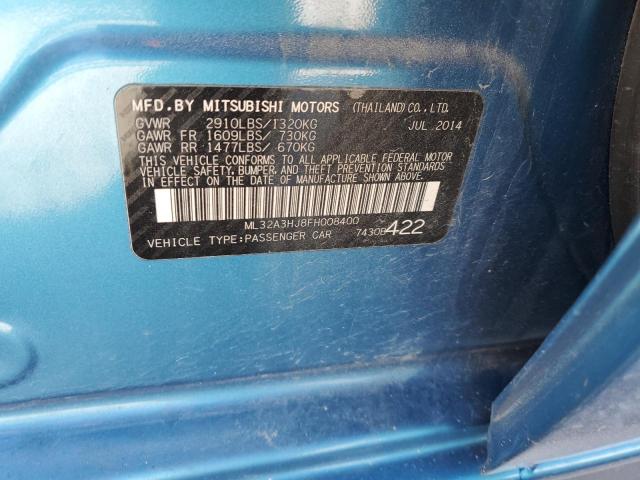 MFD.BY MITSUBISHI MOTORS (THAILAND) CO., LTD.
GVWR 2910LBS/1320KG JUL.2014
GAWR FR 1609LBS/ 730KG
GAWR RR 1477LBS/ 670KG
THIS VEHICLE CONFORMS TO ALL APPLICABLE FEDERAL MOTOR
VEHICLE SAFETY, BUMPER, AND THEFT PREVENTION STANDARDS
IN EFFECT ON THE DATE OF MANUFACTURE SHOWN ABOVE.
ML32A3HJ8FH008400
VEHICLE TYPE:PASSENGER CAR 7430B422